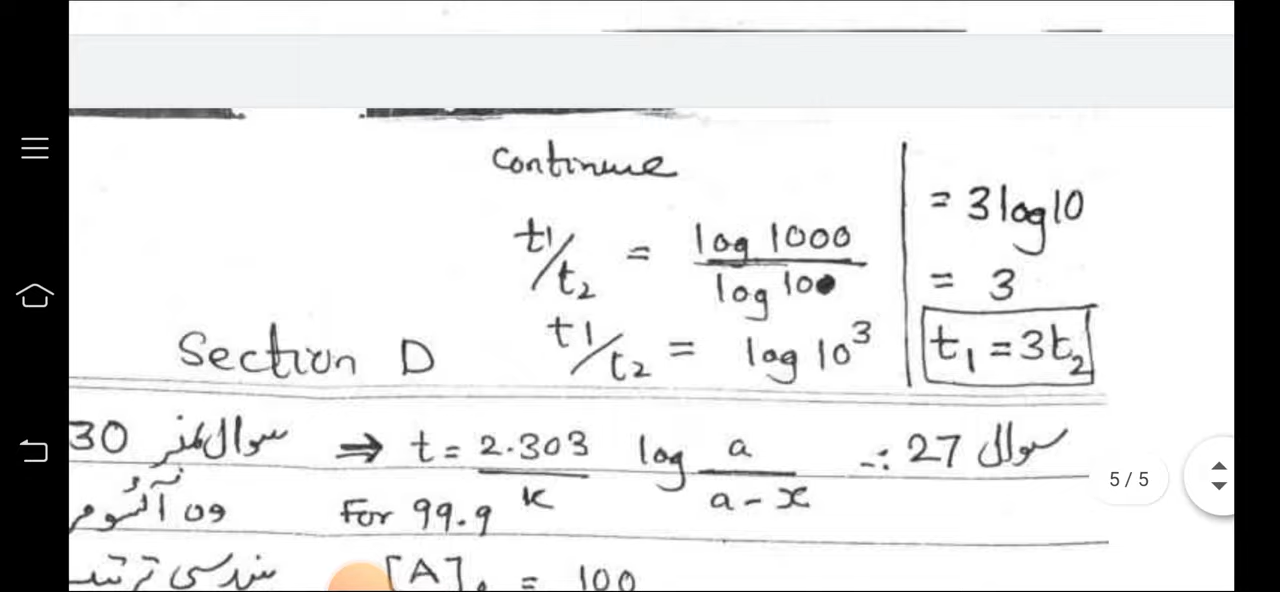 continue
t1/t2 = log 1000 / log 10
t1/t2 = log 10³
= 3 log 10
= 3
t₁ = 3t₂
Section D
سوال 27 :-
⇒ t = 2.303/k log a/a-x
For 99.9
[A]₀ = 100
سوال نمبر 30
5 / 5